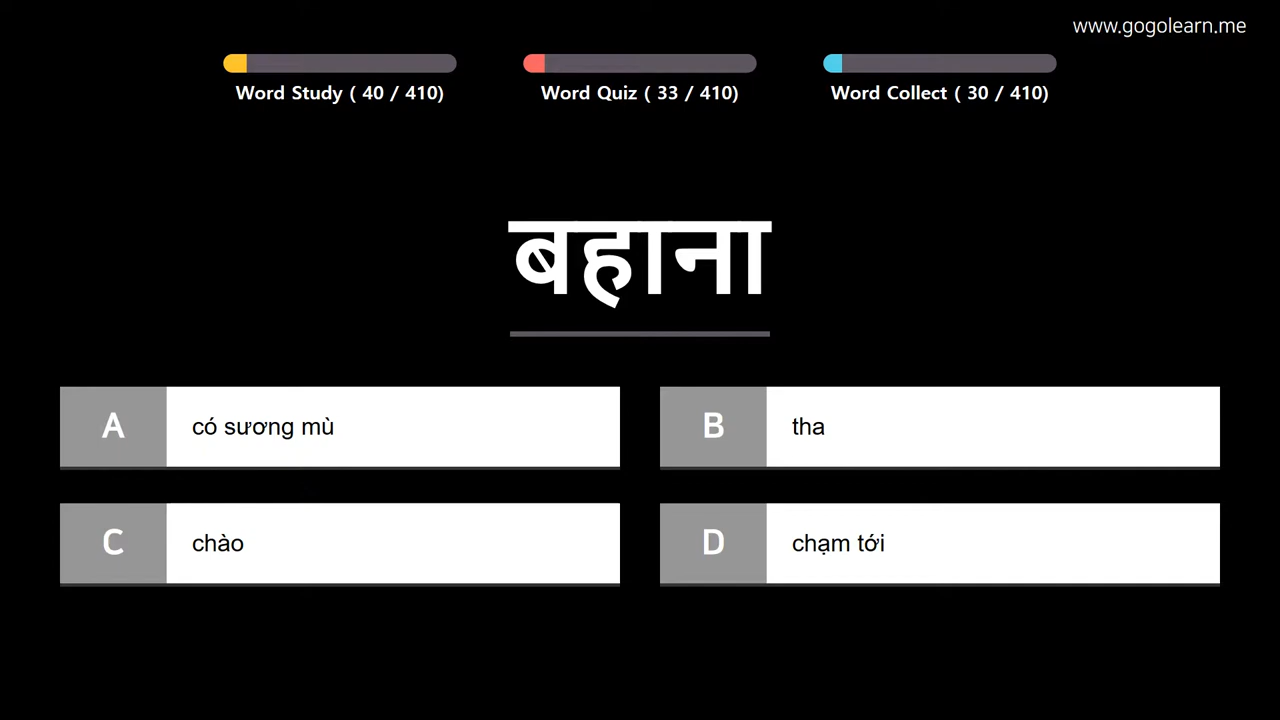 www.gogolearn.me
Word Study ( 40 / 410)
Word Quiz ( 33 / 410)
Word Collect ( 30 / 410)
बहाना
A
có sương mù
B
tha
C
chào
D
chạm tới